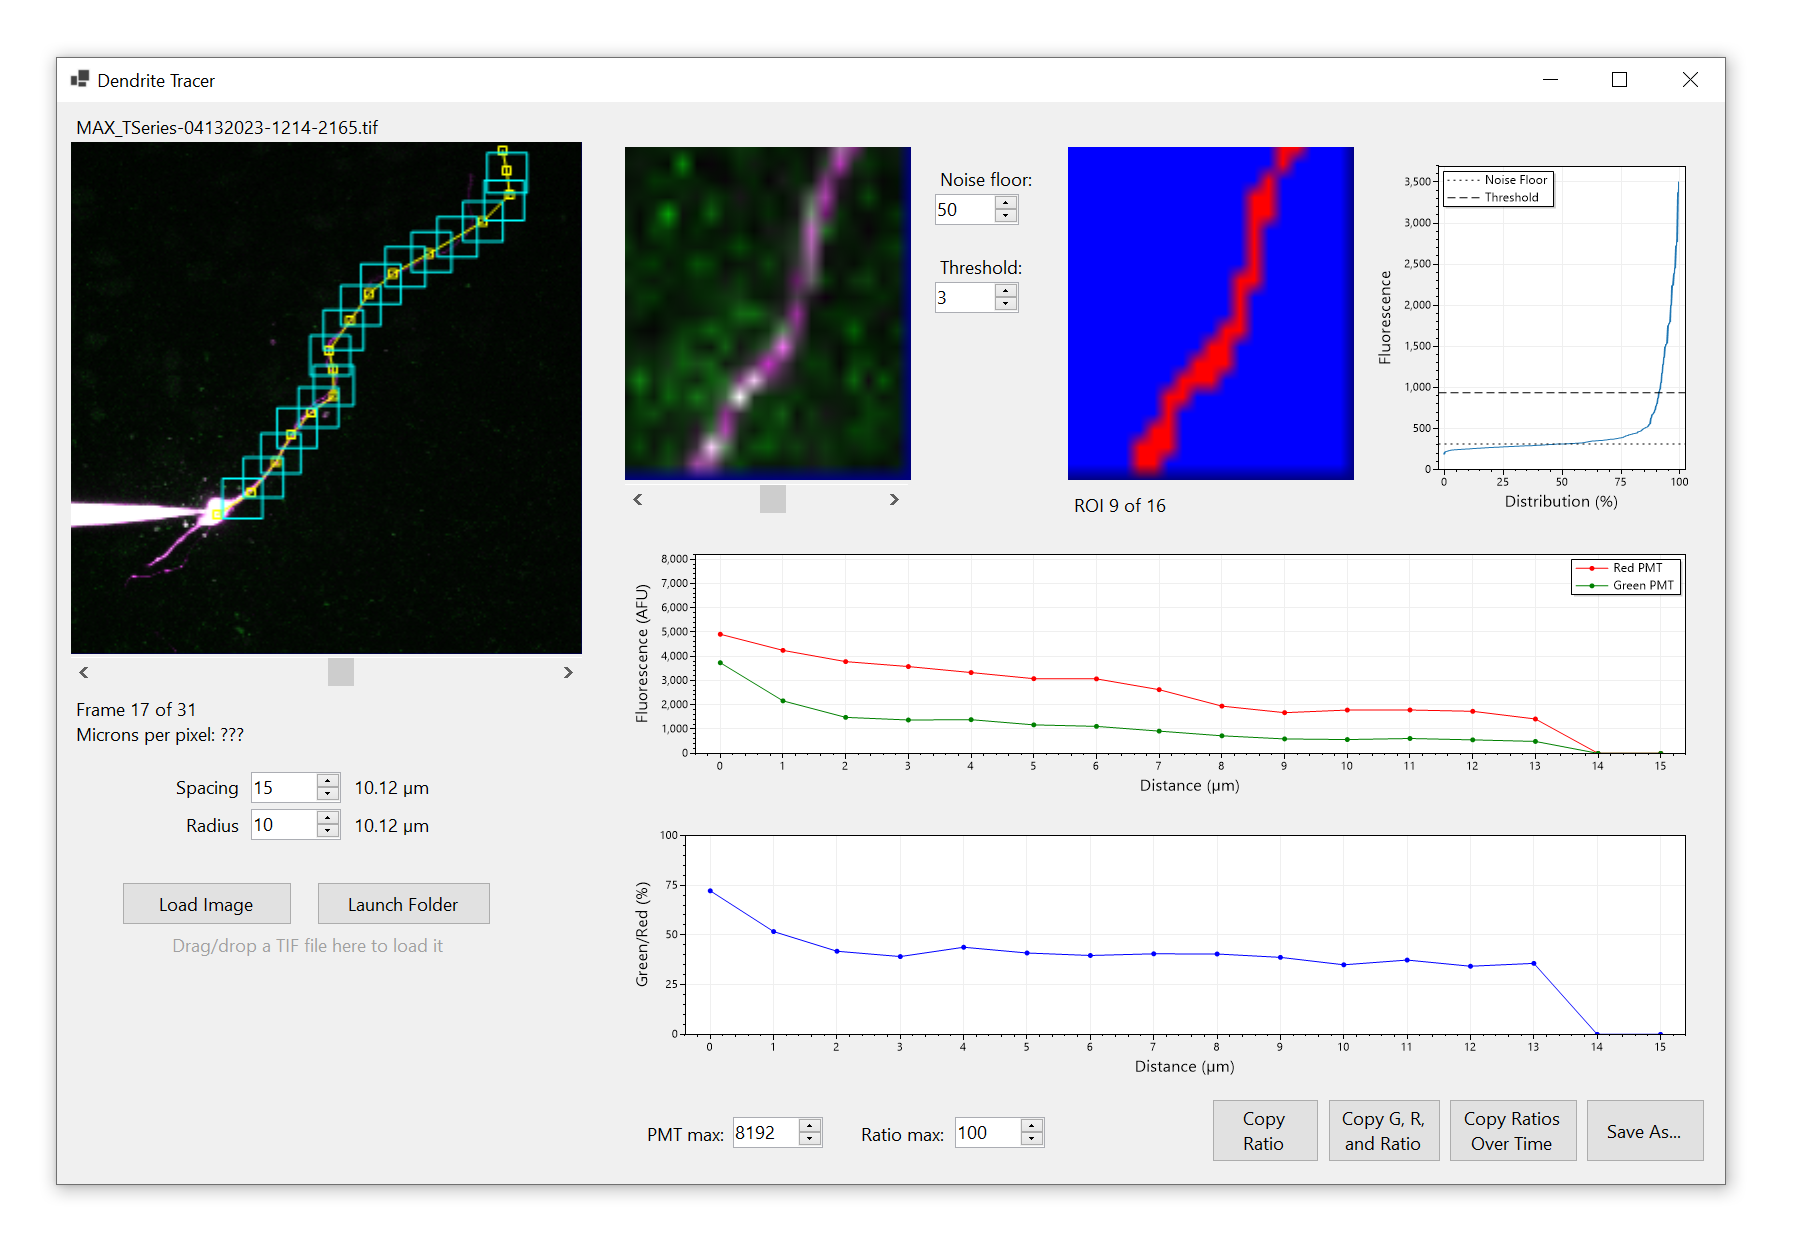 Dendrite Tracer
MAX_TSeries-04132023-1214-2165.tif
Frame 17 of 31
Microns per pixel: ???
Spacing 15 10.12 µm
Radius 10 10.12 µm
Load Image Launch Folder
Drag/drop a TIF file here to load it
Noise floor:
50
Threshold:
3
ROI 9 of 16
Noise Floor
Threshold
3,500
3,000
2,500
2,000
1,500
1,000
500
0
Fluorescence
0 25 50 75 100
Distribution (%)
Red PMT
Green PMT
8,000
7,000
6,000
5,000
4,000
3,000
2,000
1,000
0
Fluorescence (AFU)
0 1 2 3 4 5 6 7 8 9 10 11 12 13 14 15
Distance (µm)
100
75
50
25
0
Green/Red (%)
0 1 2 3 4 5 6 7 8 9 10 11 12 13 14 15
Distance (µm)
PMT max: 8192 Ratio max: 100
Copy
Ratio
Copy G, R,
and Ratio
Copy Ratios
Over Time
Save As...